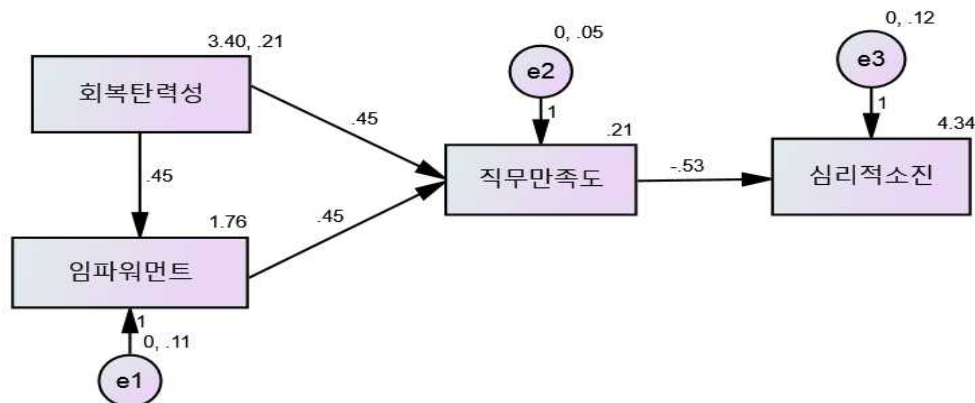 0, .12
0, .05
3.40, .21
e3
e2
회복탄력성
1
1
.45
.21
4.34
직무만족도
-.53
심리적소진
.45
.45
1.76
임파워먼트
1
0, .11
e1